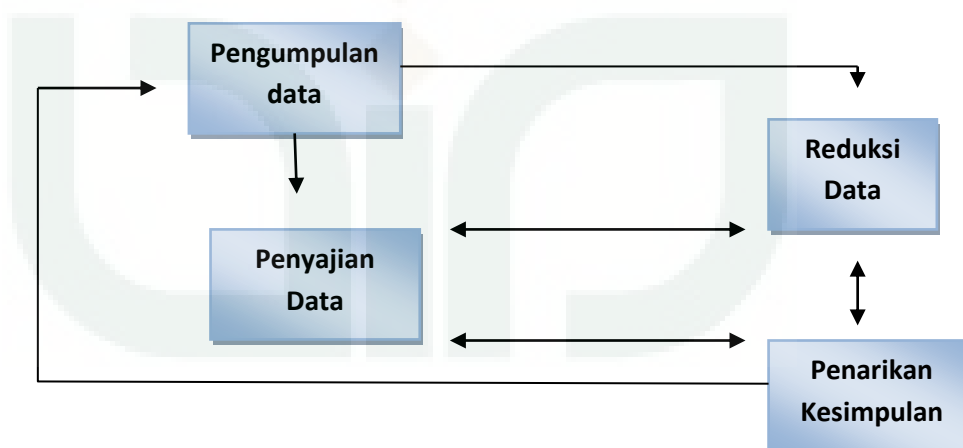 Pengumpulan
data
Reduksi
Data
Penyajian
Data
Penarikan
Kesimpulan